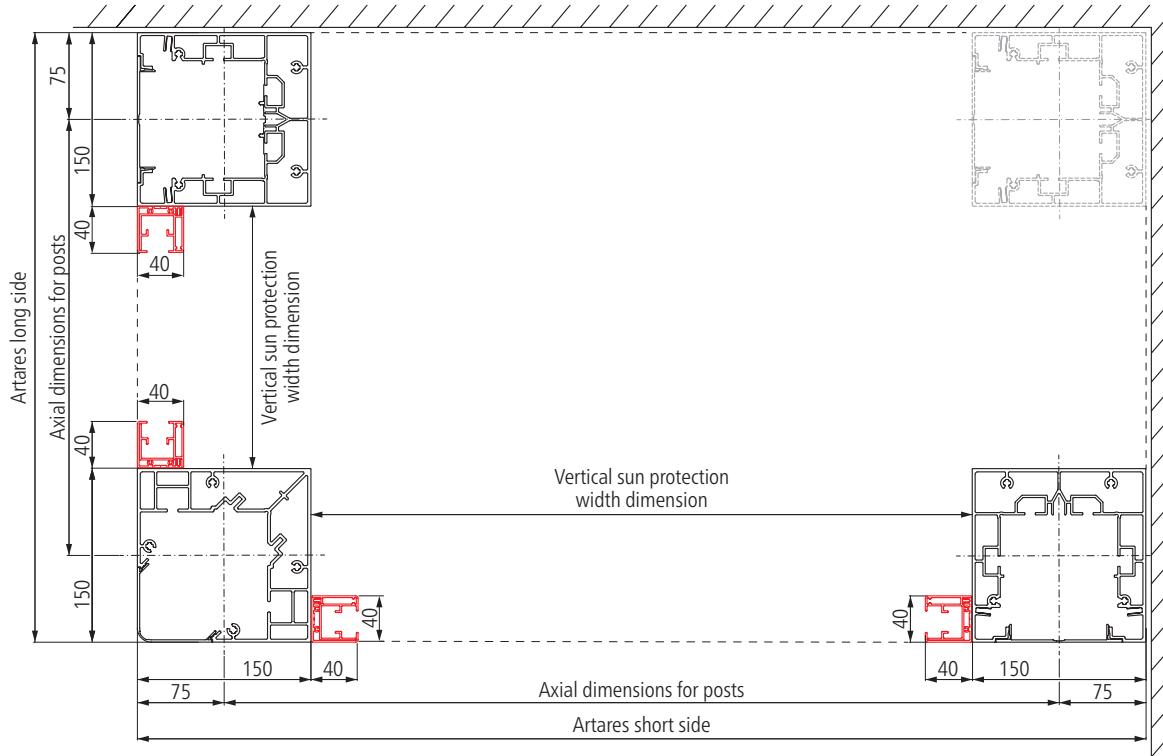 75
150
40
40
Artares long side
Axial dimensions for posts
Vertical sun protection
width dimension
40
40
150
Vertical sun protection
width dimension
40
40
150
40
40
150
75
Axial dimensions for posts
75
Artares short side